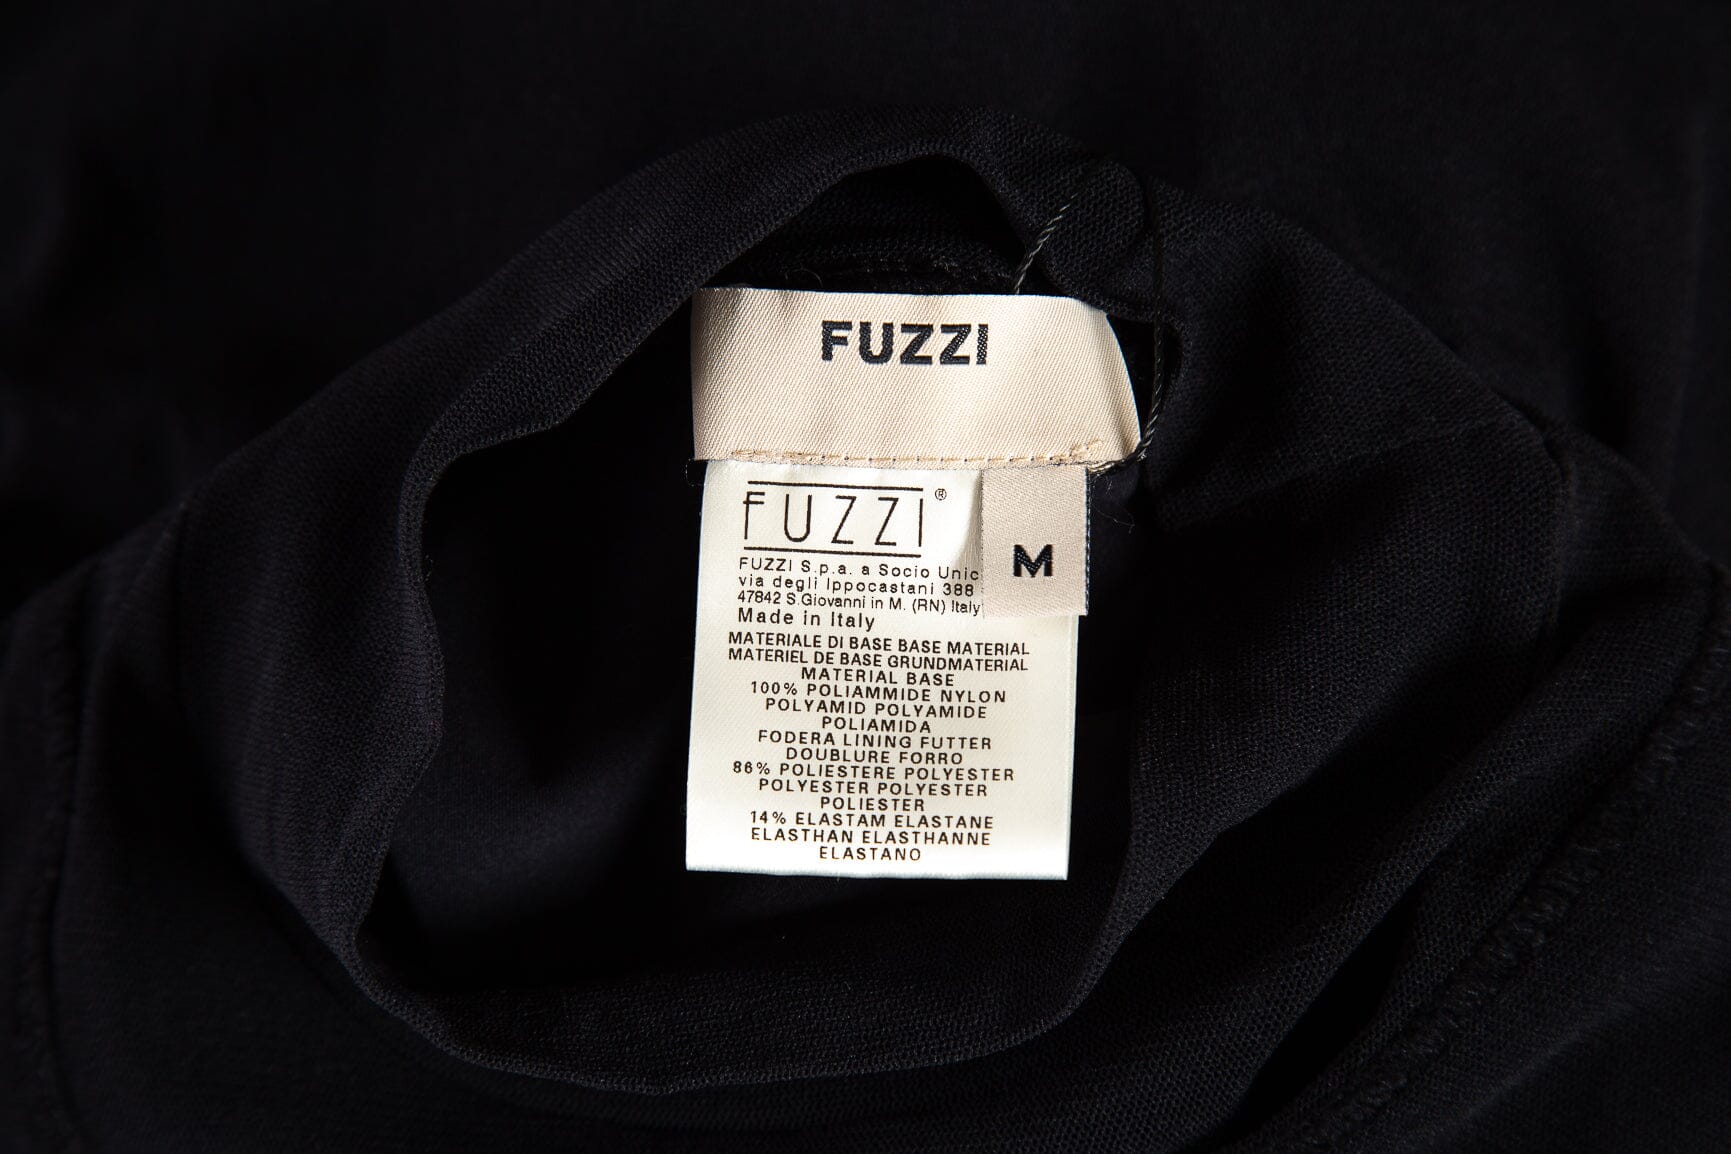 FUZZI
FUZZI®
M
FUZZI S.p.a. a Socio Unic
via degli Ippocastani 388
47842 S.Giovanni in M. (RN) Italy
Made in Italy
MATERIALE DI BASE BASE MATERIAL
MATERIEL DE BASE GRUNDMATERIAL
MATERIAL BASE
100% POLIAMMIDE NYLON
POLYAMID POLYAMIDE
POLIAMIDA
FODERA LINING FUTTER
DOUBLURE FORRO
86% POLIESTERE POLYESTER
POLYESTER POLYESTER
POLIESTER
14% ELASTAM ELASTANE
ELASTHAN ELASTHANNE
ELASTANO